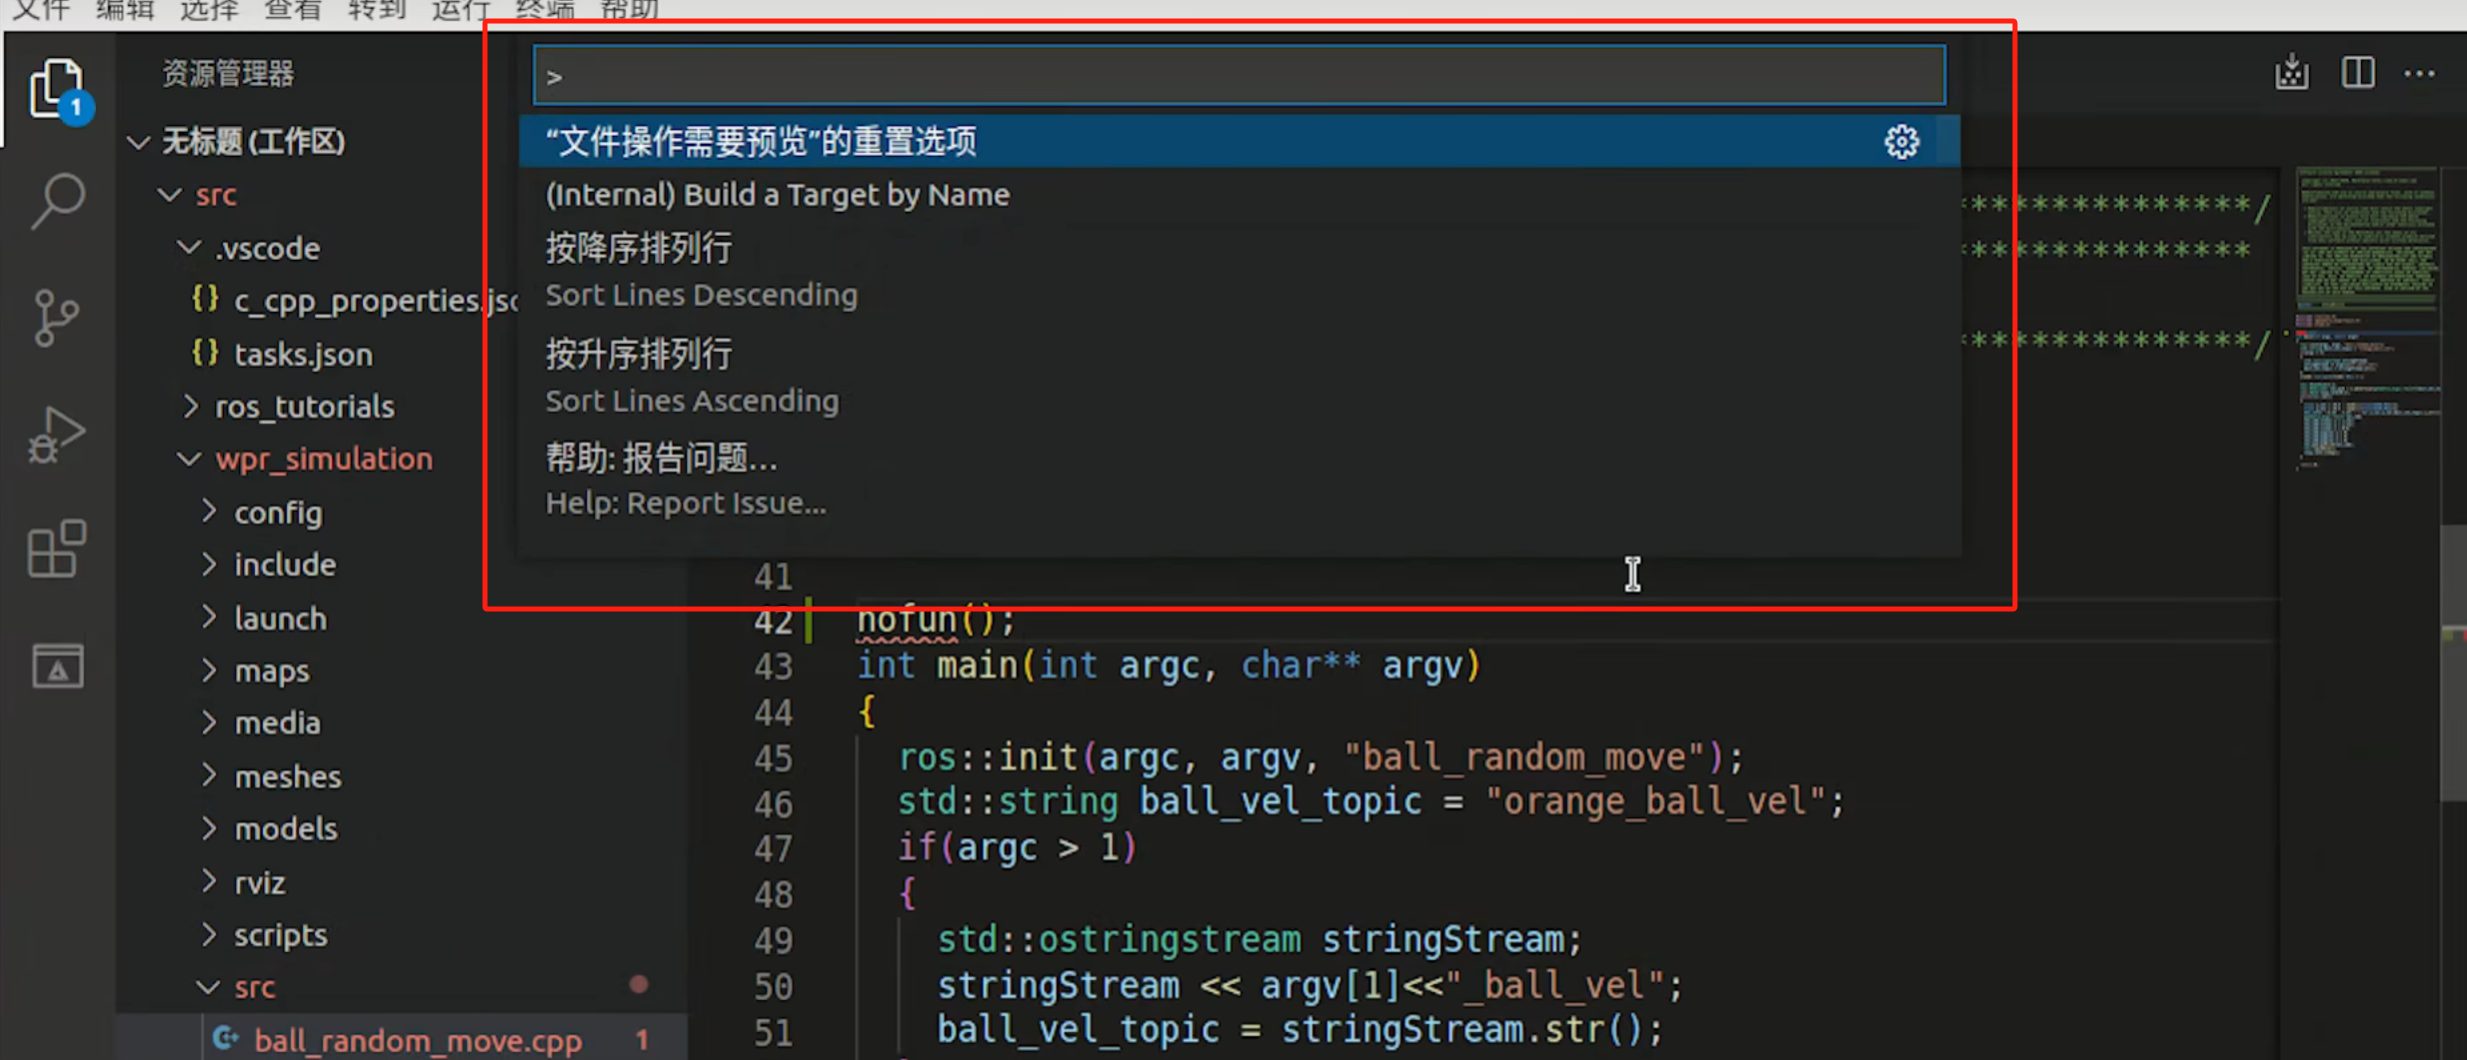 文件 编辑 选择 查看 转到 运行 终端 帮助
资源管理器
1
无标题 (工作区)
src
.vscode
{} c_cpp_properties.jso
{} tasks.json
ros_tutorials
wpr_simulation
config
include
launch
maps
media
meshes
models
rviz
scripts
src
ball_random_move.cpp 1
>
“文件操作需要预览”的重置选项
(Internal) Build a Target by Name
按降序排列行
Sort Lines Descending
按升序排列行
Sort Lines Ascending
帮助: 报告问题...
Help: Report Issue...
**************/
**************
**************/
41
42 nofun();
43 int main(int argc, char** argv)
44 {
45 ros::init(argc, argv, "ball_random_move");
46 std::string ball_vel_topic = "orange_ball_vel";
47 if(argc > 1)
48 {
49 std::ostringstream stringStream;
50 stringStream << argv[1]<<"_ball_vel";
51 ball_vel_topic = stringStream.str();